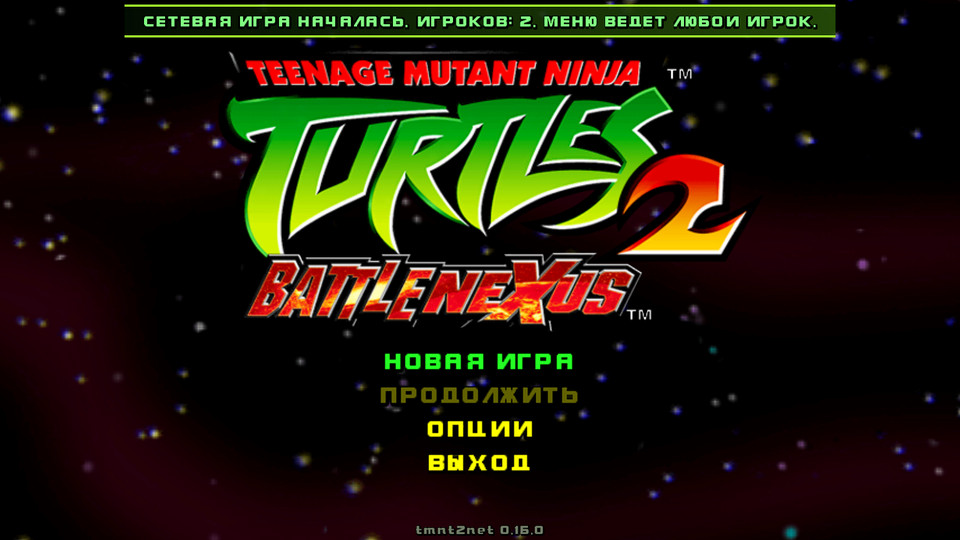 СЕТЕВАЯ ИГРА НАЧАЛАСЬ. ИГРОКОВ: 2. МЕНЮ ВЕДЕТ ЛЮБОЙ ИГРОК.
TEENAGE MUTANT NINJA TM
TURTLES 2
BATTLE NEXUS TM
НОВАЯ ИГРА
ПРОДОЛЖИТЬ
ОПЦИИ
ВЫХОД
tmnt2net 0.16.0